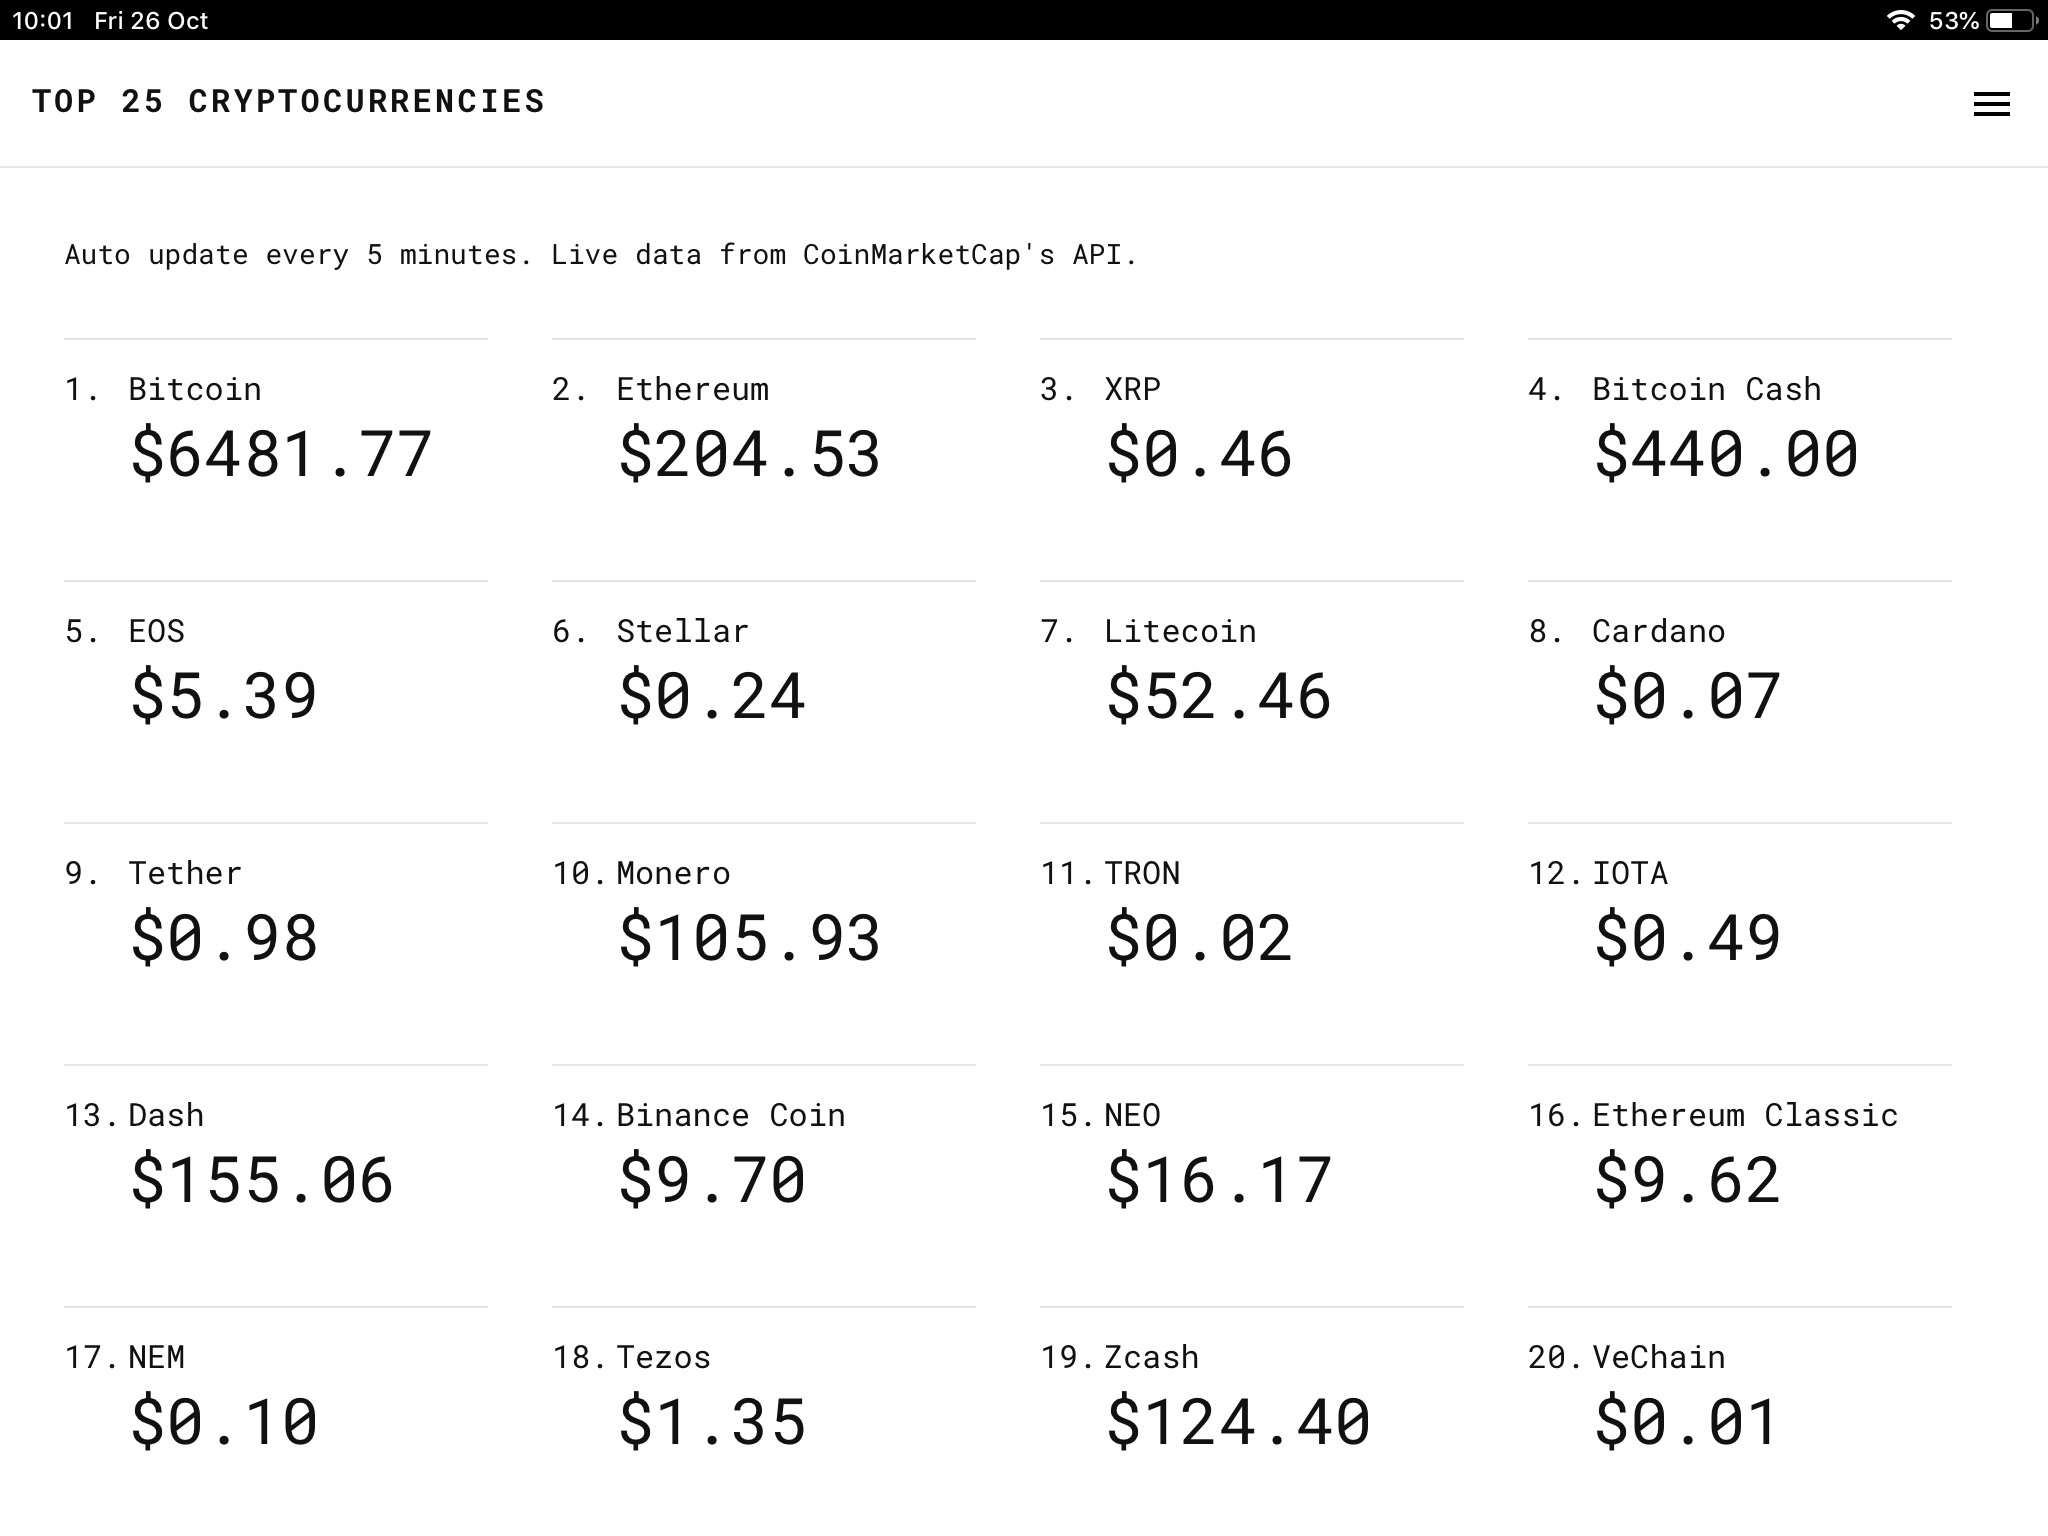 10:01 Fri 26 Oct 53%
TOP 25 CRYPTOCURRENCIES
Auto update every 5 minutes. Live data from CoinMarketCap's API.
1. Bitcoin
$6481.77
2. Ethereum
$204.53
3. XRP
$0.46
4. Bitcoin Cash
$440.00
5. EOS
$5.39
6. Stellar
$0.24
7. Litecoin
$52.46
8. Cardano
$0.07
9. Tether
$0.98
10. Monero
$105.93
11. TRON
$0.02
12. IOTA
$0.49
13. Dash
$155.06
14. Binance Coin
$9.70
15. NEO
$16.17
16. Ethereum Classic
$9.62
17. NEM
$0.10
18. Tezos
$1.35
19. Zcash
$124.40
20. VeChain
$0.01